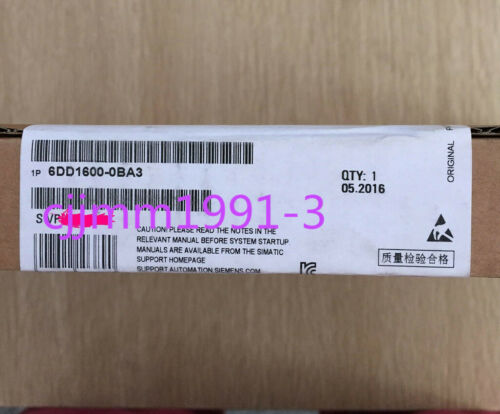 1P 6DD1600-0BA3
QTY: 1
05.2016
ORIGINAL
S VP
cjjmm1991-3
CAUTION: PLEASE READ THE NOTES IN THE
RELEVANT MANUAL BEFORE SYSTEM STARTUP.
MANUALS ARE AVAILABLE FROM THE SIMATIC
SUPPORT HOMEPAGE
SUPPORT.AUTOMATION.SIEMENS.COM
质量检验合格